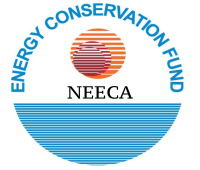 ENERGY CONSERVATION FUND
NEECA